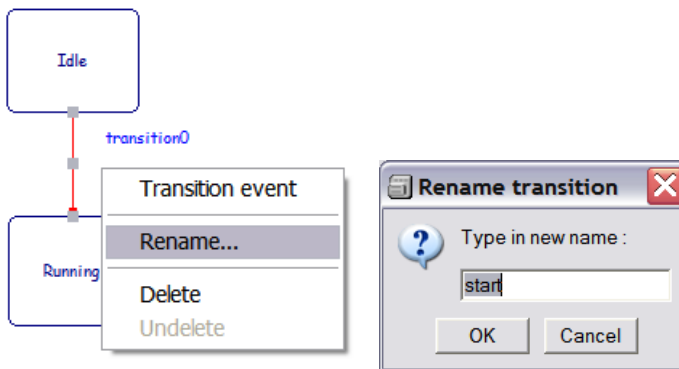 Idle
transition0
Transition event
Rename...
Running
Delete
Undelete
Rename transition
Type in new name :
start
OK
Cancel